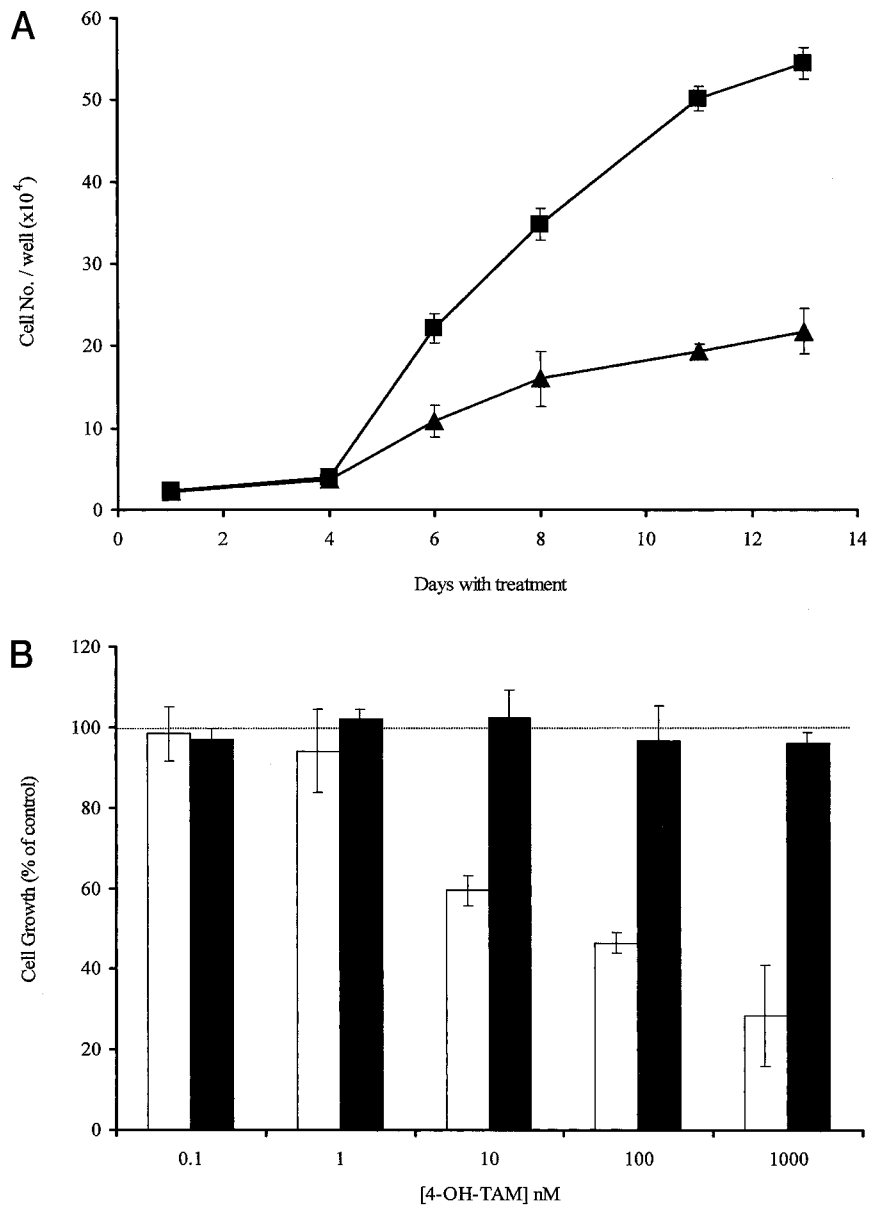 A
60
50
40
30
20
10
0
Cell No. / well (x10⁴)
0 2 4 6 8 10 12 14
Days with treatment
B
120
100
80
60
40
20
0
Cell Growth (% of control)
0.1 1 10 100 1000
[4-OH-TAM] nM